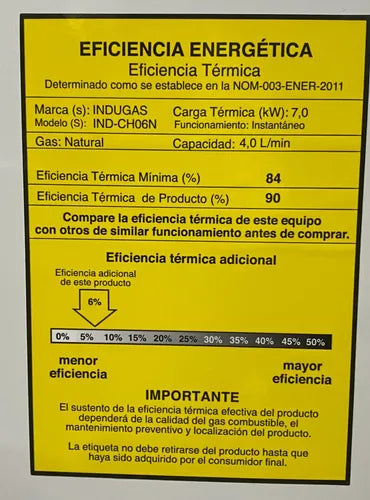 EFICIENCIA ENERGÉTICA
Eficiencia Térmica
Determinado como se establece en la NOM-003-ENER-2011
Marca (s): INDUGAS Carga Térmica (kW): 7,0
Modelo (S): IND-CH06N Funcionamiento: Instantáneo
Gas: Natural Capacidad: 4,0 L/min
Eficiencia Térmica Mínima (%) 84
Eficiencia Térmica de Producto (%) 90
Compare la eficiencia térmica de este equipo
con otros de similar funcionamiento antes de comprar.
Eficiencia térmica adicional
Eficiencia adicional
de este producto
6%
0% 5% 10% 15% 20% 25% 30% 35% 40% 45% 50%
menor mayor
eficiencia eficiencia
IMPORTANTE
El sustento de la eficiencia térmica efectiva del producto
dependerá de la calidad del gas combustible, el
mantenimiento preventivo y localización del producto.
La etiqueta no debe retirarse del producto hasta que
haya sido adquirido por el consumidor final.